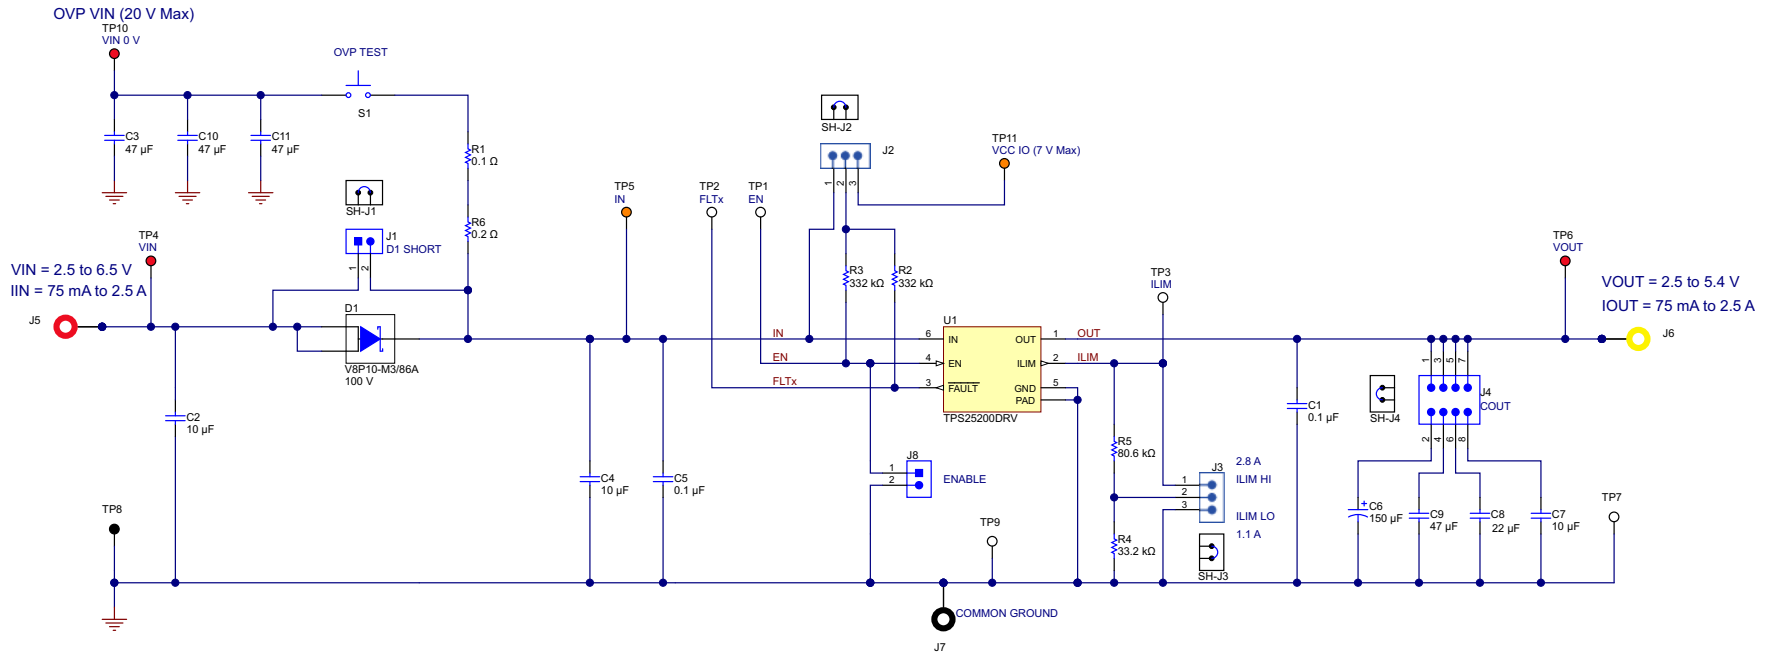 OVP VIN (20 V Max)
TP10
VIN 0 V
OVP TEST
S1
C3
47 µF
C10
47 µF
C11
47 µF
R1
0.1 Ω
R6
0.2 Ω
SH-J1
J1
D1 SHORT
1
2
TP4
VIN
VIN = 2.5 to 6.5 V
IIN = 75 mA to 2.5 A
J5
D1
V8P10-M3/86A
100 V
C2
10 µF
TP8
TP5
IN
TP2
FLTx
TP1
EN
SH-J2
J2
1
2
3
TP11
VCC IO (7 V Max)
R3
332 kΩ
R2
332 kΩ
IN
EN
FLTx
U1
6
IN
OUT
1
4
EN
ILIM
2
3
FAULT
GND
5
PAD
TPS25200DRV
OUT
ILIM
TP3
ILIM
C4
10 µF
C5
0.1 µF
J8
1
2
ENABLE
TP9
J7
COMMON GROUND
R5
80.6 kΩ
R4
33.2 kΩ
J3
1
2
3
2.8 A
ILIM HI
ILIM LO
1.1 A
SH-J3
C1
0.1 µF
TP6
VOUT
VOUT = 2.5 to 5.4 V
IOUT = 75 mA to 2.5 A
J6
SH-J4
J4
COUT
1
3
5
7
2
4
6
8
C6
150 µF
+
C9
47 µF
C8
22 µF
C7
10 µF
TP7